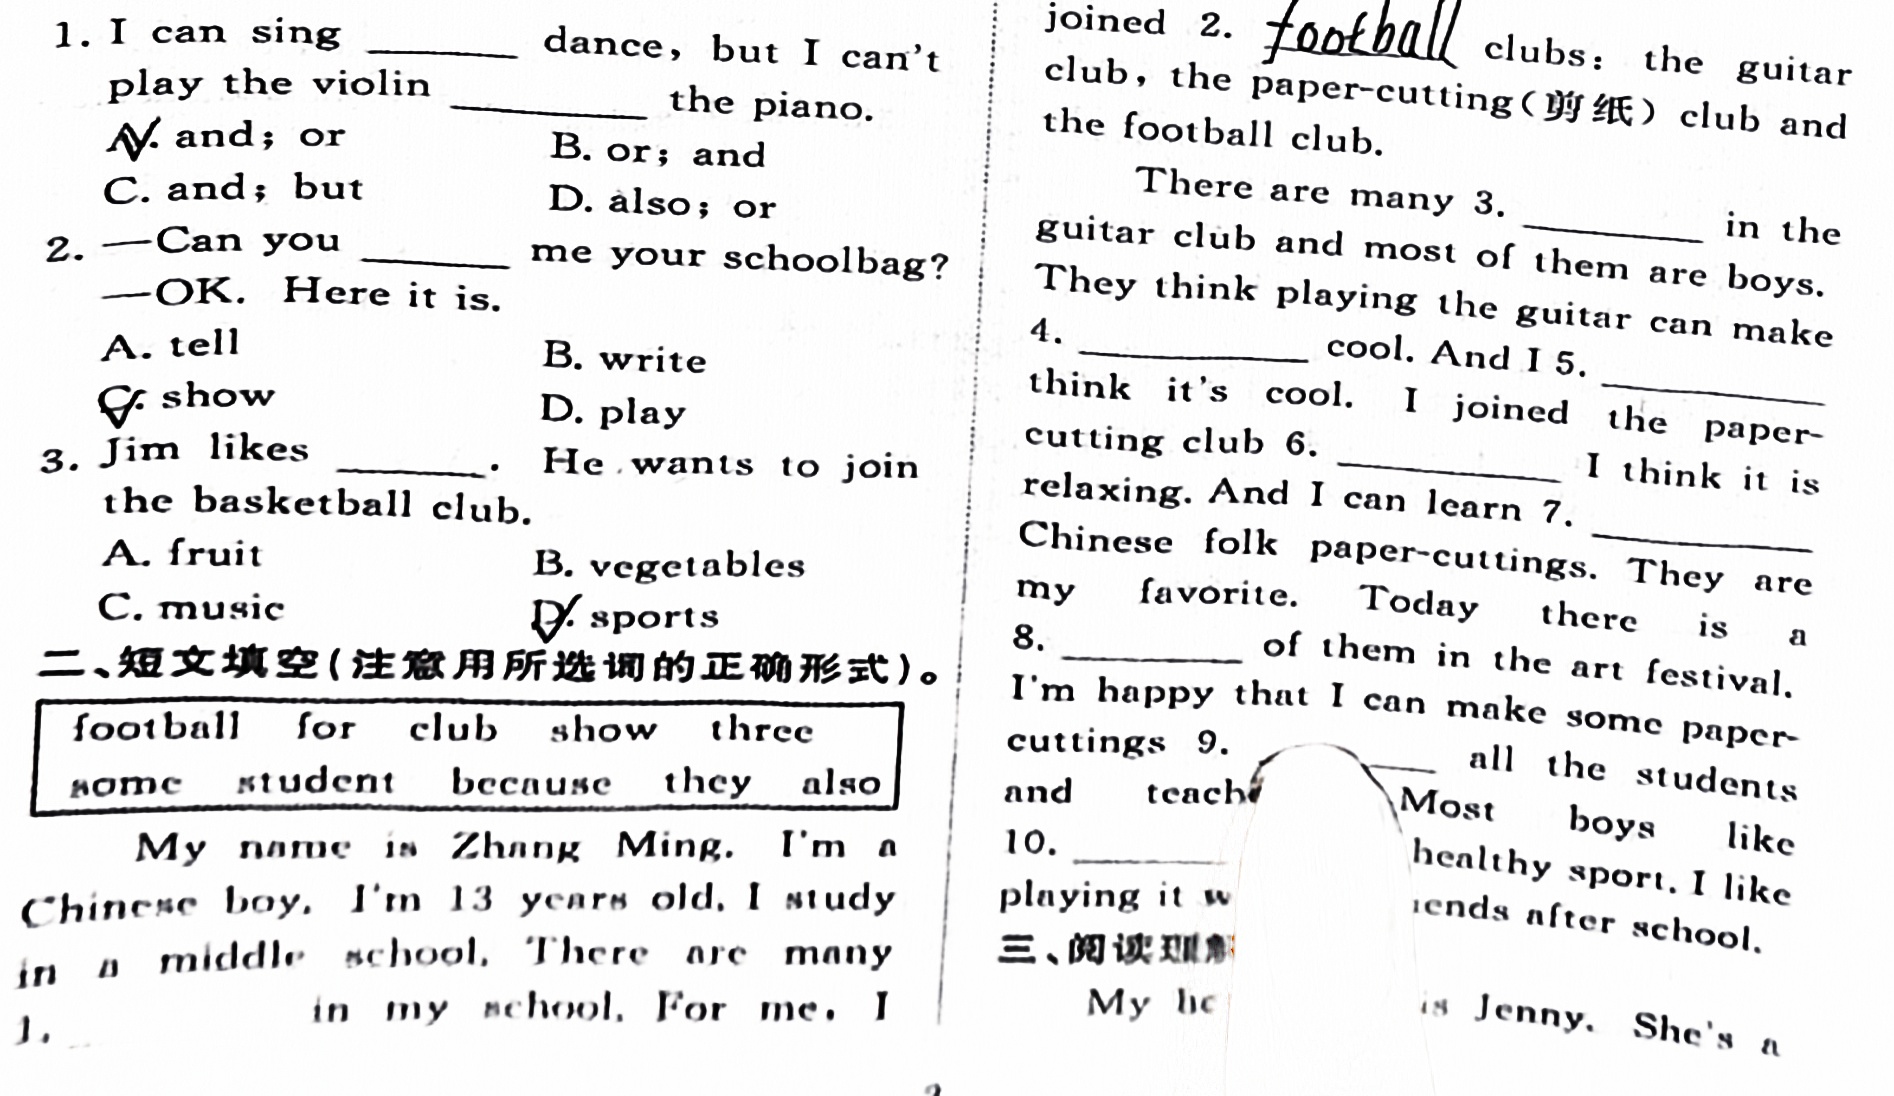 1. I can sing ______ dance, but I can't
play the violin ______ the piano.
A. and; or B. or; and
C. and; but D. also; or
2. —Can you ______ me your schoolbag?
—OK. Here it is.
A. tell B. write
C. show D. play
3. Jim likes ______. He wants to join
the basketball club.
A. fruit B. vegetables
C. music D. sports
二、短文填空(注意用所选词的正确形式)。
football for club show three
some student because they also
My name is Zhang Ming. I'm a
Chinese boy. I'm 13 years old. I study
in a middle school. There are many
1. ______ in my school. For me, I
joined 2. football clubs: the guitar
club, the paper-cutting(剪纸) club and
the football club.
There are many 3. ______ in the
guitar club and most of them are boys.
They think playing the guitar can make
4. ______ cool. And I 5. ______
think it's cool. I joined the paper-
cutting club 6. ______ I think it is
relaxing. And I can learn 7. ______
Chinese folk paper-cuttings. They are
my favorite. Today there is a
8. ______ of them in the art festival.
I'm happy that I can make some paper-
cuttings 9. ______ all the students
and teach Most boys like
10. ______ healthy sport. I like
playing it after school.
三、阅读理解
My is Jenny. She's a